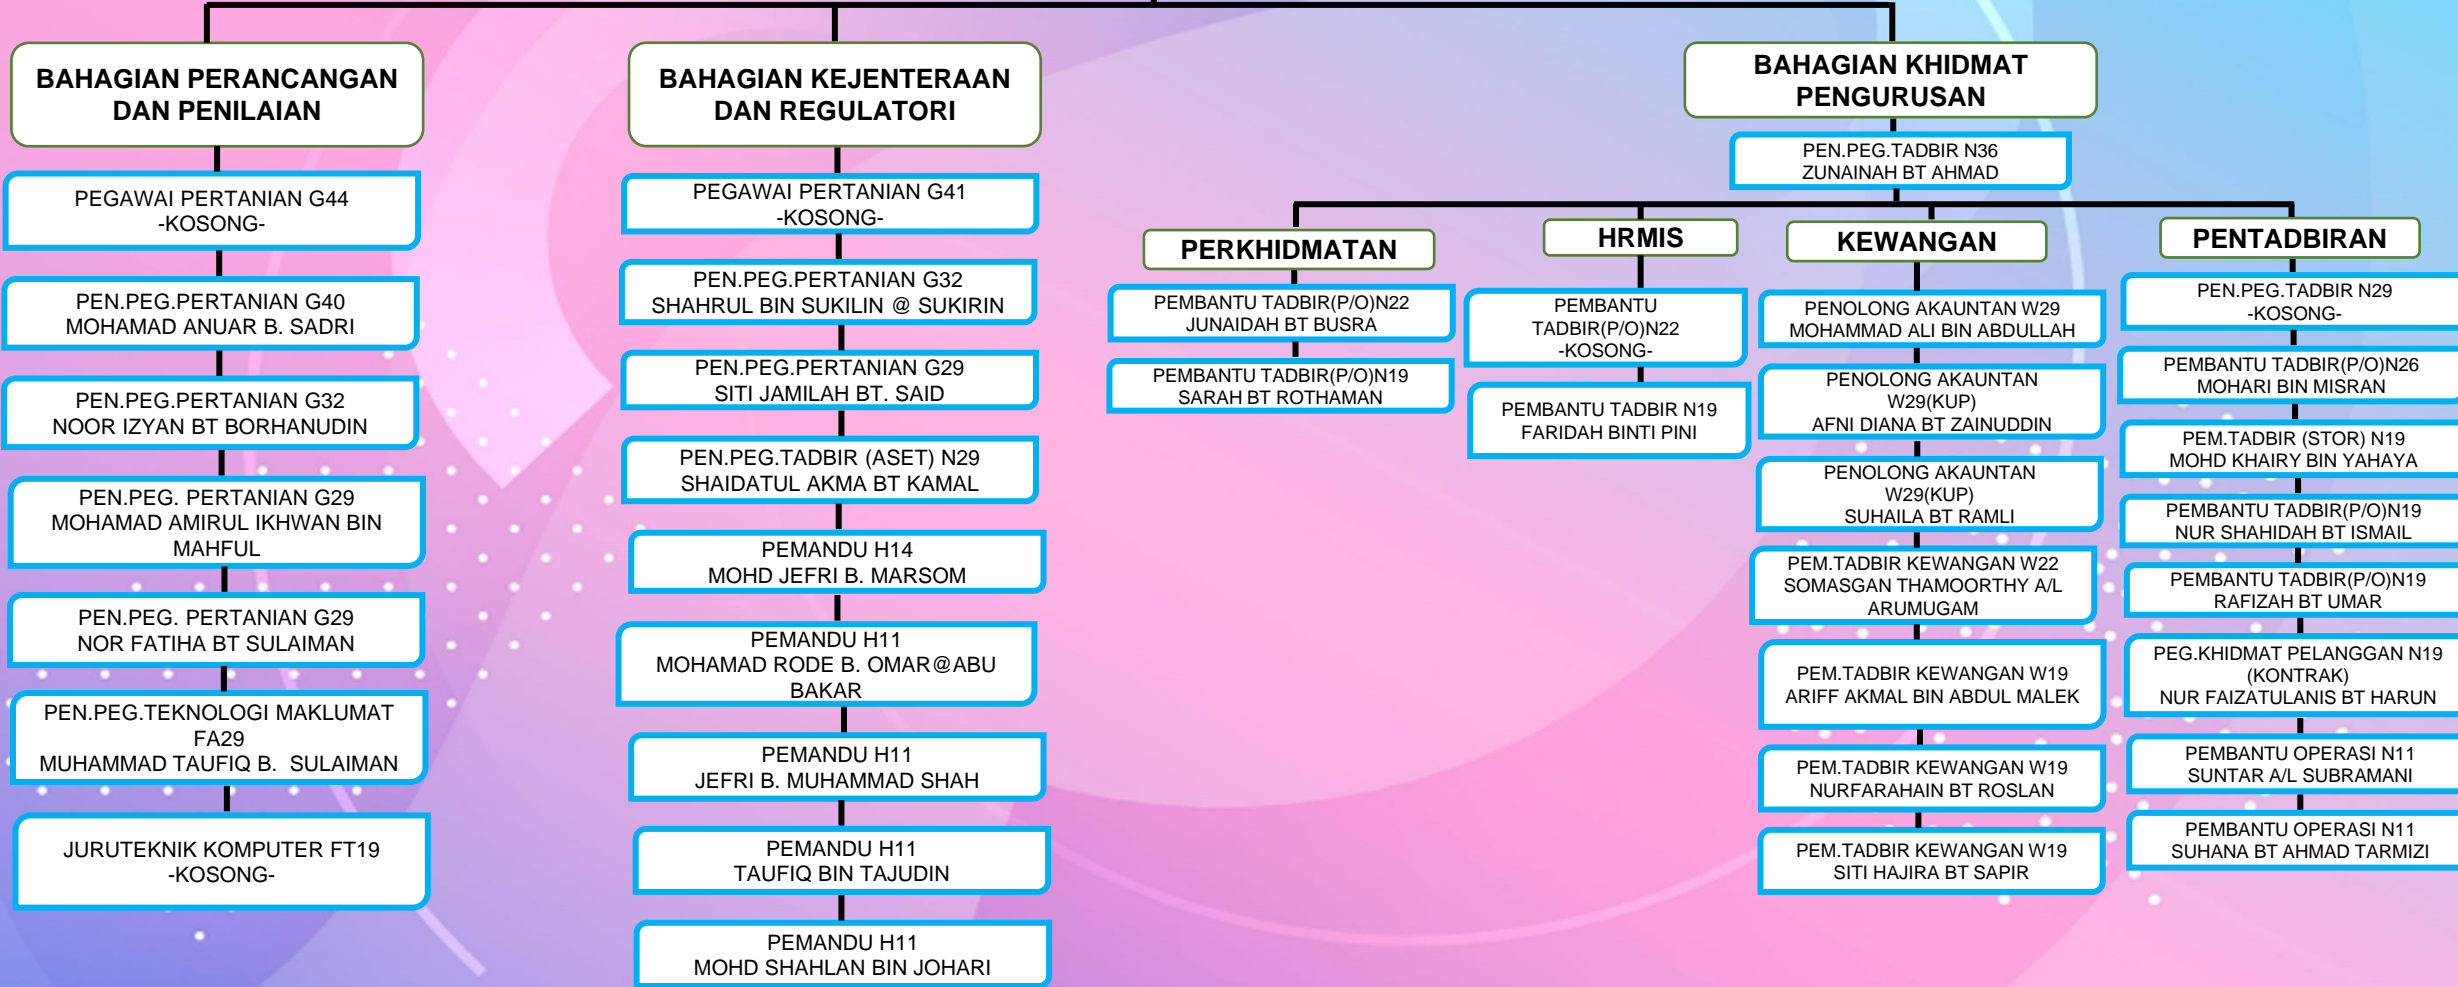 BAHAGIAN PERANCANGAN
DAN PENILAIAN
PEGAWAI PERTANIAN G44
-KOSONG-
PEN.PEG.PERTANIAN G40
MOHAMAD ANUAR B. SADRI
PEN.PEG.PERTANIAN G32
NOOR IZYAN BT BORHANUDIN
PEN.PEG. PERTANIAN G29
MOHAMAD AMIRUL IKHWAN BIN
MAHFUL
PEN.PEG. PERTANIAN G29
NOR FATIHA BT SULAIMAN
PEN.PEG.TEKNOLOGI MAKLUMAT
FA29
MUHAMMAD TAUFIQ B. SULAIMAN
JURUTEKNIK KOMPUTER FT19
-KOSONG-
BAHAGIAN KEJENTERAAN
DAN REGULATORI
PEGAWAI PERTANIAN G41
-KOSONG-
PEN.PEG.PERTANIAN G32
SHAHRUL BIN SUKILIN @ SUKIRIN
PEN.PEG.PERTANIAN G29
SITI JAMILAH BT. SAID
PEN.PEG.TADBIR (ASET) N29
SHAIDATUL AKMA BT KAMAL
PEMANDU H14
MOHD JEFRI B. MARSOM
PEMANDU H11
MOHAMAD RODE B. OMAR@ABU
BAKAR
PEMANDU H11
JEFRI B. MUHAMMAD SHAH
PEMANDU H11
TAUFIQ BIN TAJUDIN
PEMANDU H11
MOHD SHAHLAN BIN JOHARI
BAHAGIAN KHIDMAT
PENGURUSAN
PEN.PEG.TADBIR N36
ZUNAINAH BT AHMAD
PERKHIDMATAN
PEMBANTU TADBIR(P/O)N22
JUNAIDAH BT BUSRA
PEMBANTU TADBIR(P/O)N19
SARAH BT ROTHAMAN
HRMIS
PEMBANTU
TADBIR(P/O)N22
-KOSONG-
PEMBANTU TADBIR N19
FARIDAH BINTI PINI
KEWANGAN
PENOLONG AKAUNTAN W29
MOHAMMAD ALI BIN ABDULLAH
PENOLONG AKAUNTAN
W29(KUP)
AFNI DIANA BT ZAINUDDIN
PENOLONG AKAUNTAN
W29(KUP)
SUHAILA BT RAMLI
PEM.TADBIR KEWANGAN W22
SOMASGAN THAMOORTHY A/L
ARUMUGAM
PEM.TADBIR KEWANGAN W19
ARIFF AKMAL BIN ABDUL MALEK
PEM.TADBIR KEWANGAN W19
NURFARAHAIN BT ROSLAN
PEM.TADBIR KEWANGAN W19
SITI HAJIRA BT SAPIR
PENTADBIRAN
PEN.PEG.TADBIR N29
-KOSONG-
PEMBANTU TADBIR(P/O)N26
MOHARI BIN MISRAN
PEM.TADBIR (STOR) N19
MOHD KHAIRY BIN YAHAYA
PEMBANTU TADBIR(P/O)N19
NUR SHAHIDAH BT ISMAIL
PEMBANTU TADBIR(P/O)N19
RAFIZAH BT UMAR
PEG.KHIDMAT PELANGGAN N19
(KONTRAK)
NUR FAIZATULANIS BT HARUN
PEMBANTU OPERASI N11
SUNTAR A/L SUBRAMANI
PEMBANTU OPERASI N11
SUHANA BT AHMAD TARMIZI